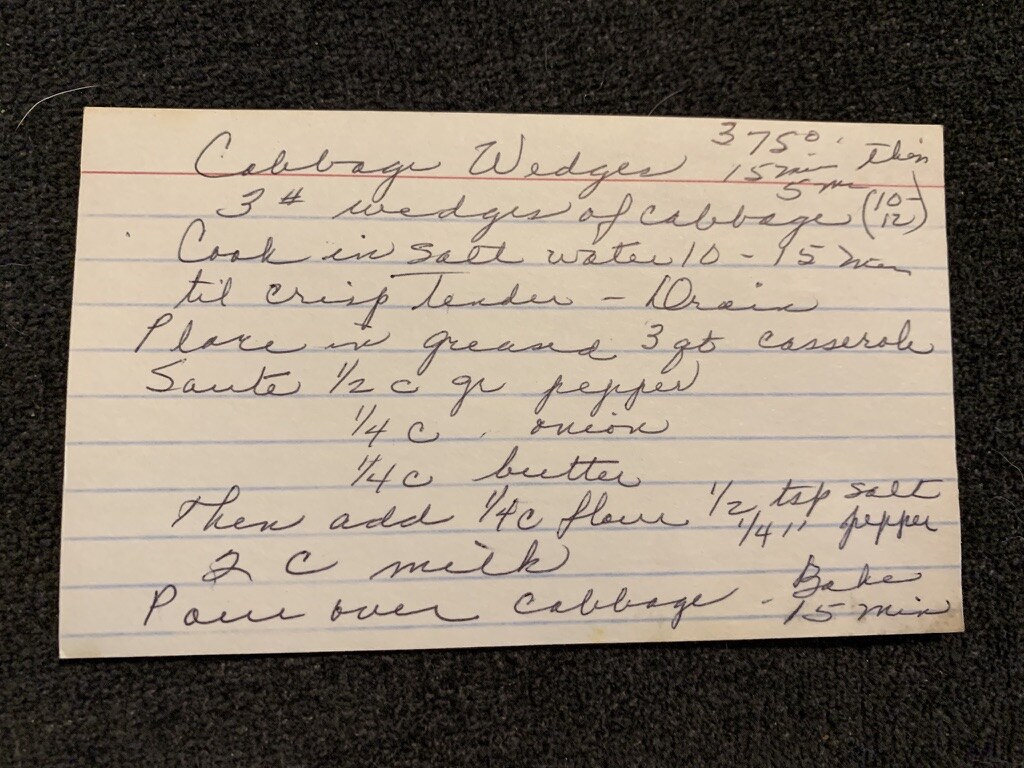 Cabbage Wedges 375° 15 min then
5 min
3 # wedges of cabbage (10-12)
Cook in salt water 10 - 15 min
til crisp Tender - Drain
Place in greased 3 qt casserole
Saute 1/2 c gr pepper
1/4 c onion
1/4 c butter
Then add 1/4 c flour 1/2 tsp salt
1/4 " pepper
2 c milk
Pour over cabbage - Bake
15 min